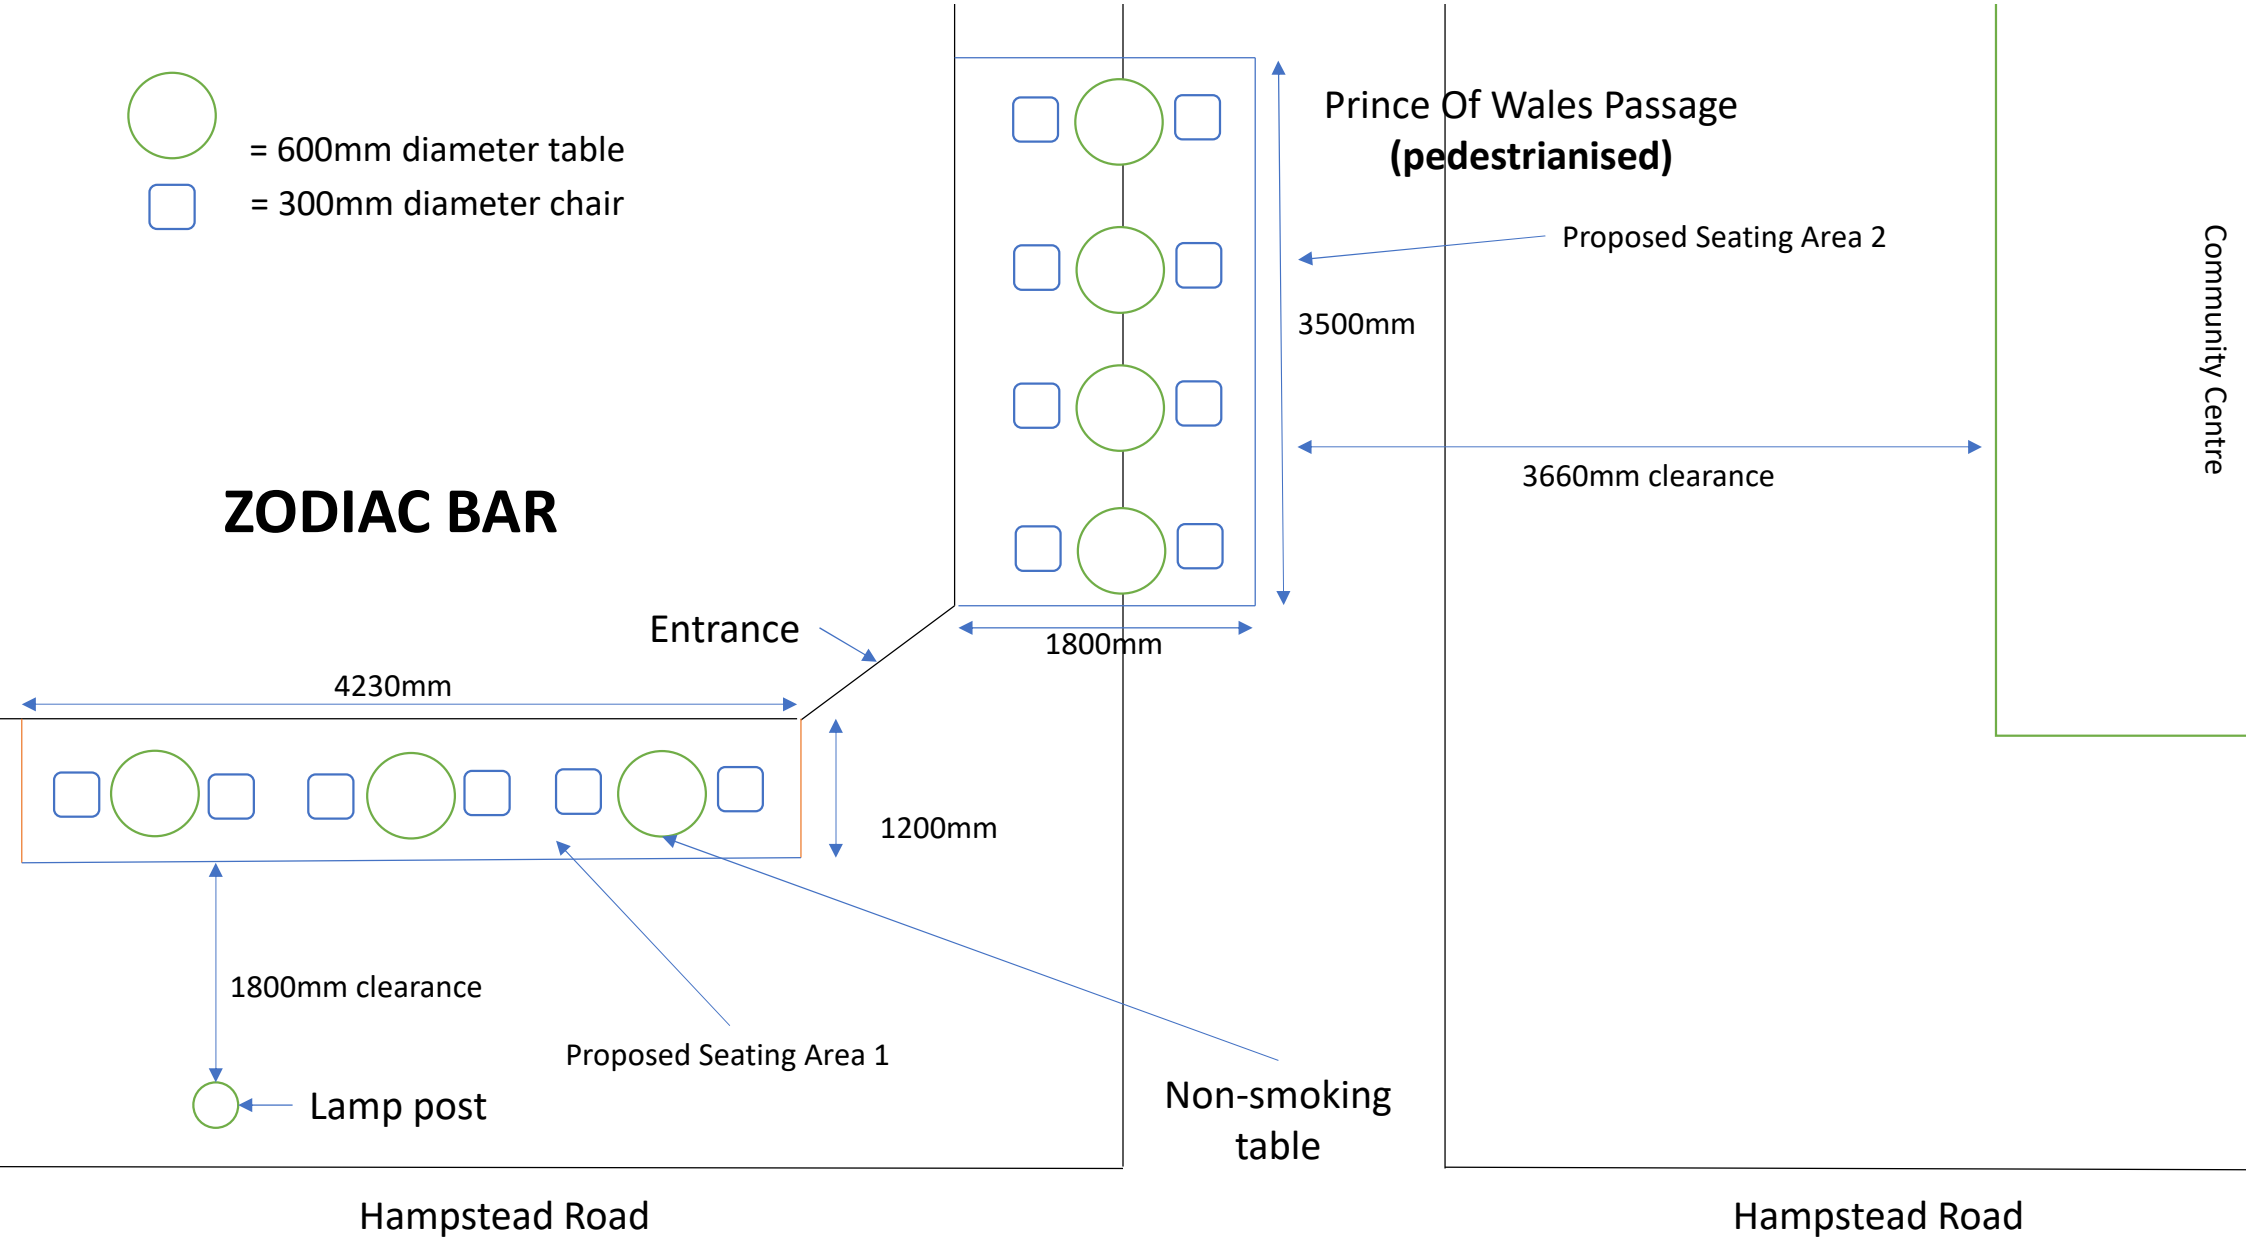 = 600mm diameter table
= 300mm diameter chair
Prince Of Wales Passage
(pedestrianised)
Proposed Seating Area 2
Community Centre
3500mm
3660mm clearance
ZODIAC BAR
Entrance
1800mm
4230mm
1200mm
1800mm clearance
Proposed Seating Area 1
Lamp post
Non-smoking
table
Hampstead Road
Hampstead Road